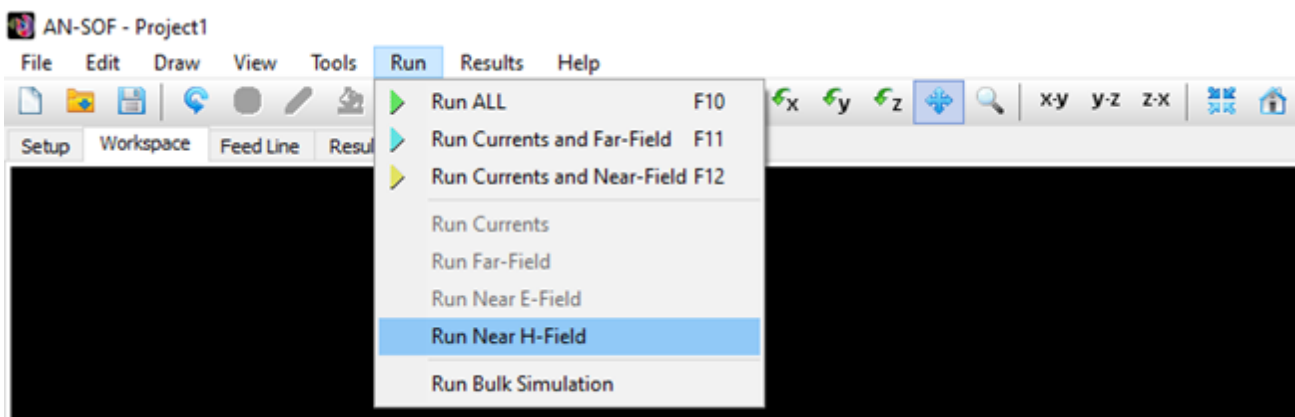 AN-SOF - Project1
File Edit Draw View Tools Run Results Help
x y z x-y y-z z-x
Setup Workspace Feed Line Resul
Run ALL F10
Run Currents and Far-Field F11
Run Currents and Near-Field F12
Run Currents
Run Far-Field
Run Near E-Field
Run Near H-Field
Run Bulk Simulation